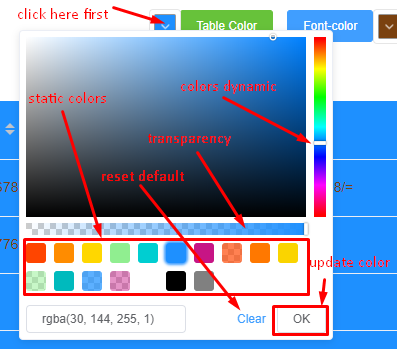 click here first
Table Color
Font-color
static colors
colors dynamic
transparency
reset default
678
8/=
776
update color
rgba(30, 144, 255, 1)
Clear
OK